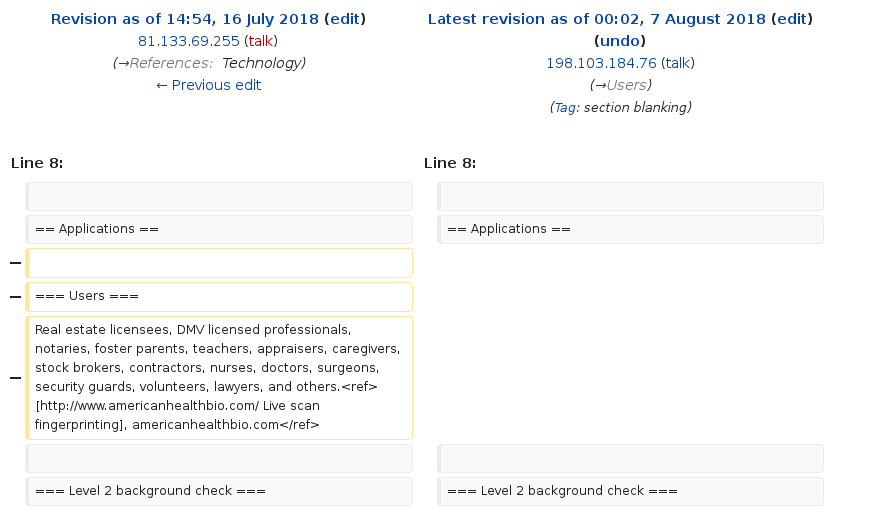 Revision as of 14:54, 16 July 2018 (edit)
81.133.69.255 (talk)
(→References: Technology)
← Previous edit
Latest revision as of 00:02, 7 August 2018 (edit)
(undo)
198.103.184.76 (talk)
(→Users)
(Tag: section blanking)
Line 8:
Line 8:
== Applications ==
== Applications ==
−
− === Users ===
− Real estate licensees, DMV licensed professionals,
notaries, foster parents, teachers, appraisers, caregivers,
stock brokers, contractors, nurses, doctors, surgeons,
security guards, volunteers, lawyers, and others.<ref>
[http://www.americanhealthbio.com/ Live scan
fingerprinting], americanhealthbio.com</ref>
=== Level 2 background check ===
=== Level 2 background check ===